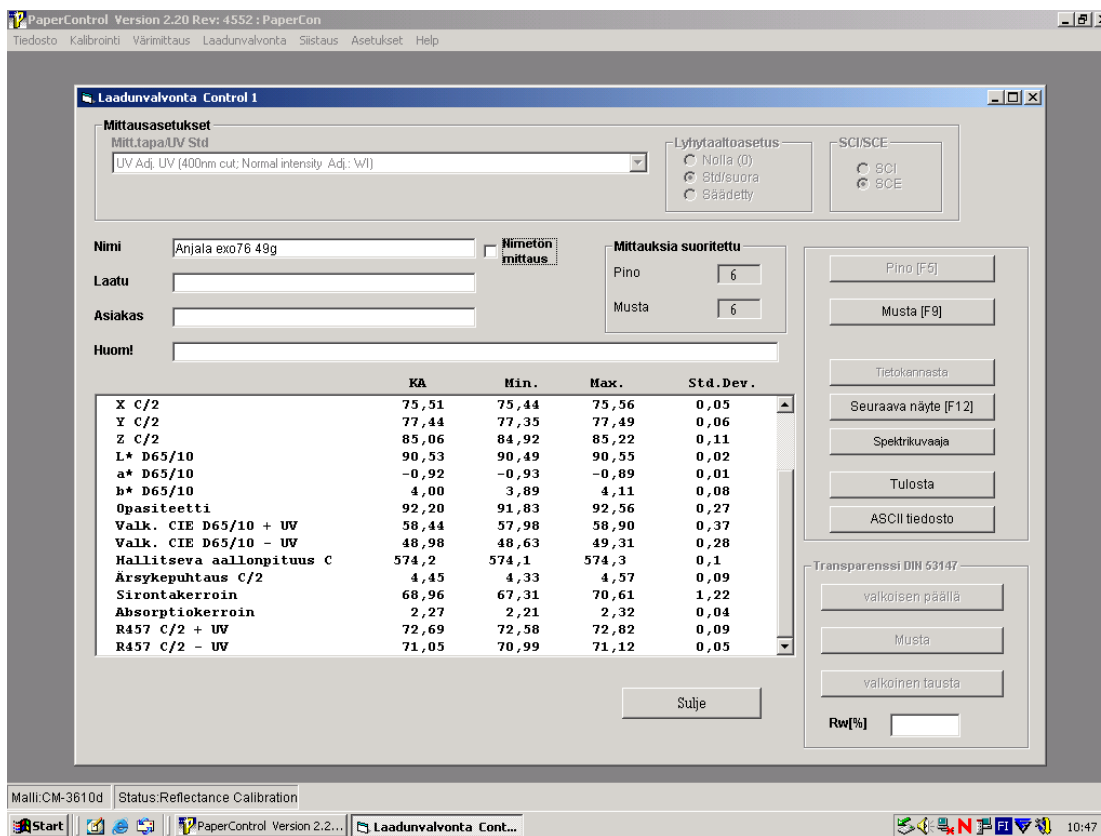 PaperControl Version 2.20 Rev: 4552 : PaperCon
Tiedosto Kalibrointi Värimittaus Laadunvalvonta Siistaus Asetukset Help
Laadunvalvonta Control 1
Mittausasetukset
Mitt.tapa/UV Std
UV Adj. UV (400nm cut; Normal intensity Adj.: WI)
Lyhytaaltoasetus
Nolla (0)
Std/suora
Säädetty
SCI/SCE
SCI
SCE
Nimi Anjala exo76 49g
Nimetön mittaus
Laatu
Asiakas
Huom!
Mittauksia suoritettu
Pino 6
Musta 6
Pino [F5]
Musta [F9]
Tietokannasta
Seuraava näyte [F12]
Spektrikuvaaja
Tulosta
ASCII tiedosto
KA Min. Max. Std.Dev.
X C/2 75,51 75,44 75,56 0,05
Y C/2 77,44 77,35 77,49 0,06
Z C/2 85,06 84,92 85,22 0,11
L* D65/10 90,53 90,49 90,55 0,02
a* D65/10 -0,92 -0,93 -0,89 0,01
b* D65/10 4,00 3,89 4,11 0,08
Opasiteetti 92,20 91,83 92,56 0,27
Valk. CIE D65/10 + UV 58,44 57,98 58,90 0,37
Valk. CIE D65/10 - UV 48,98 48,63 49,31 0,28
Hallitseva aallonpituus C 574,2 574,1 574,3 0,1
Ärsykepuhtaus C/2 4,45 4,33 4,57 0,09
Sirontakerroin 68,96 67,31 70,61 1,22
Absorptiokerroin 2,27 2,21 2,32 0,04
R457 C/2 + UV 72,69 72,58 72,82 0,09
R457 C/2 - UV 71,05 70,99 71,12 0,05
Transparenssi DIN 53147
valkoisen päällä
Musta
valkoinen tausta
Rw[%]
Sulje
Malli:CM-3610d Status:Reflectance Calibration
Start PaperControl Version 2.2... Laadunvalvonta Cont... N FI 10:47